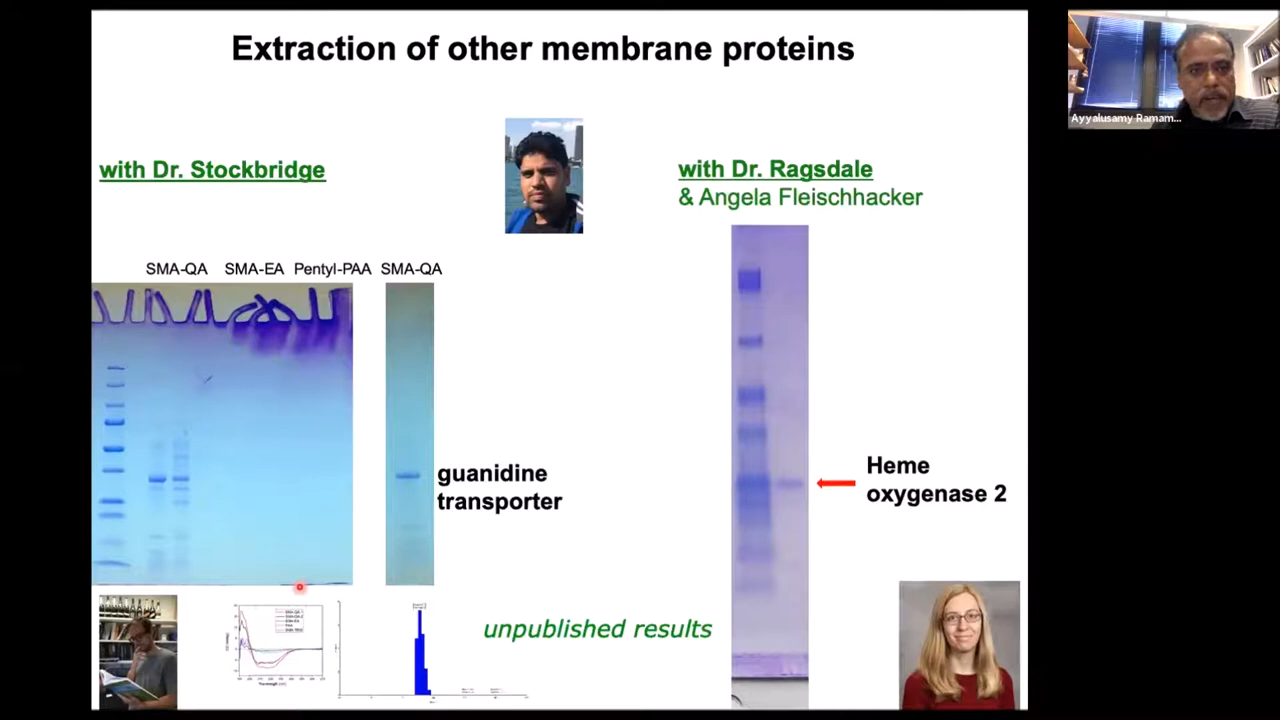 Extraction of other membrane proteins
Ayyalusamy Ramam...
with Dr. Stockbridge
with Dr. Ragsdale
& Angela Fleischhacker
SMA-QA SMA-EA Pentyl-PAA SMA-QA
guanidine
transporter
Heme
oxygenase 2
unpublished results